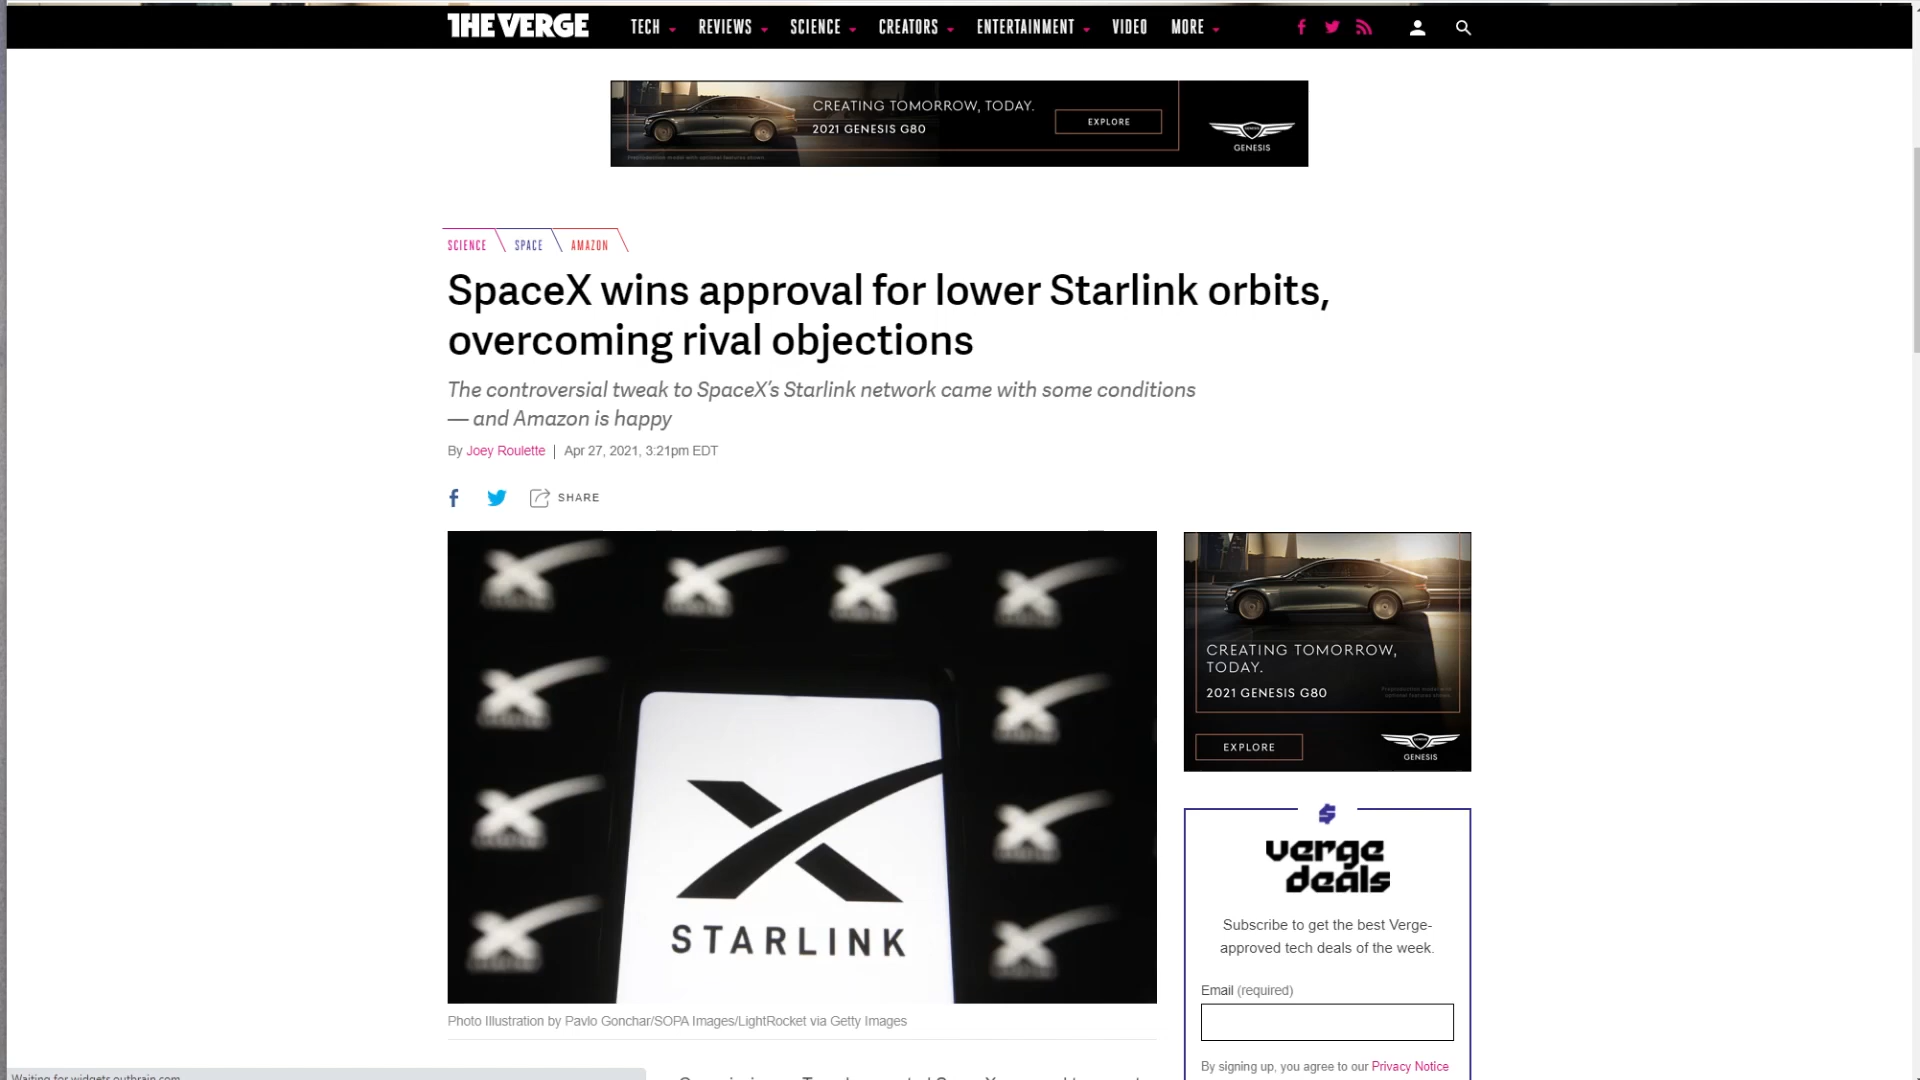 THE VERGE
TECH REVIEWS SCIENCE CREATORS ENTERTAINMENT VIDEO MORE
CREATING TOMORROW, TODAY.
2021 GENESIS G80
EXPLORE
GENESIS
SCIENCE SPACE AMAZON
SpaceX wins approval for lower Starlink orbits,
overcoming rival objections
The controversial tweak to SpaceX's Starlink network came with some conditions
— and Amazon is happy
By Joey Roulette | Apr 27, 2021, 3:21pm EDT
SHARE
STARLINK
Photo Illustration by Pavlo Gonchar/SOPA Images/LightRocket via Getty Images
CREATING TOMORROW,
TODAY.
2021 GENESIS G80
EXPLORE
GENESIS
verge
deals
Subscribe to get the best Verge-
approved tech deals of the week.
Email (required)
By signing up, you agree to our Privacy Notice
Waiting for widgets.outbrain.com